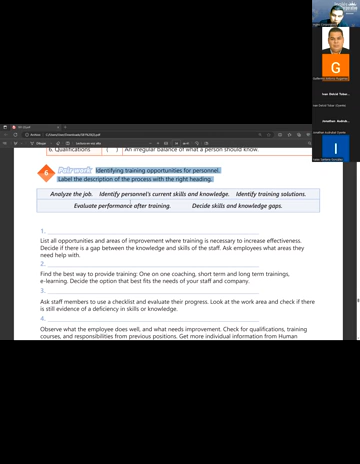 6. Qualifications [ ] An irregular balance of what a person should know.
6 Pair work Identifying training opportunities for personnel.
Label the description of the process with the right heading.
Analyze the job. Identify personnel's current skills and knowledge. Identify training solutions.
Evaluate performance after training. Decide skills and knowledge gaps.
1.
List all opportunities and areas of improvement where training is necessary to increase effectiveness.
Decide if there is a gap between the knowledge and skills of the staff. Ask employees what areas they
need help with.
2.
Find the best way to provide training: One on one coaching, short term and long term trainings,
e-learning. Decide the option that best fits the needs of your staff and company.
3.
Ask staff members to use a checklist and evaluate their progress. Look at the work area and check if there
is still evidence of a deficiency in skills or knowledge.
4.
Observe what the employee does well, and what needs improvement. Check for qualifications, training
courses, and responsibilities from previous positions. Get more individual information from Human
G
I